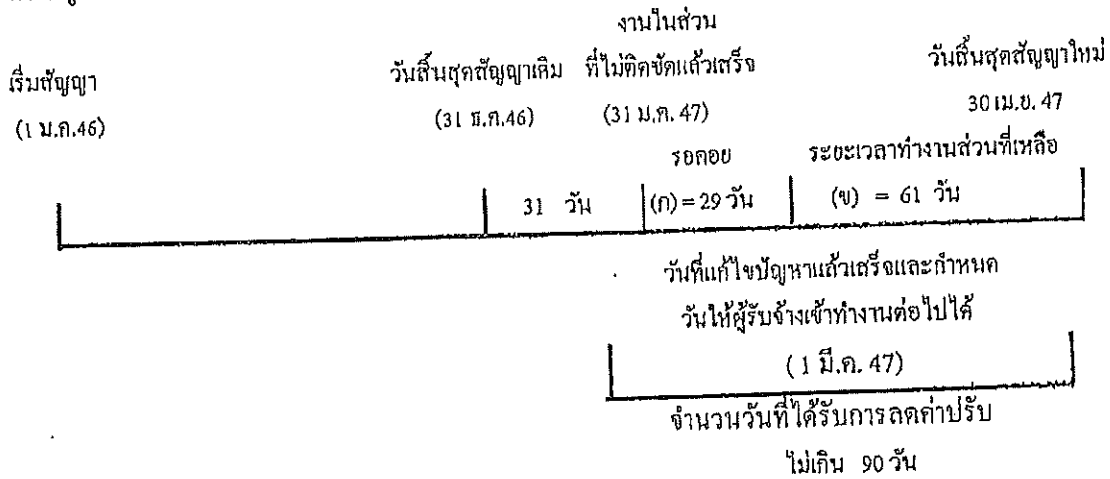 งานในส่วน
เริ่มสัญญา วันสิ้นสุดสัญญาเดิม ที่ไม่ติดขัดแล้วเสร็จ วันสิ้นสุดสัญญาใหม่
(1 ม.ค.46) (31 ธ.ค.46) (31 ม.ค. 47) 30 เม.ย. 47
รอคอย ระยะเวลาทำงานส่วนที่เหลือ
31 วัน (ก) = 29 วัน (ข) = 61 วัน
วันที่แก้ไขปัญหาแล้วเสร็จและกำหนด
วันให้ผู้รับจ้างเข้าทำงานต่อไปได้
(1 มี.ค. 47)
จำนวนวันที่ได้รับการลดค่าปรับ
ไม่เกิน 90 วัน